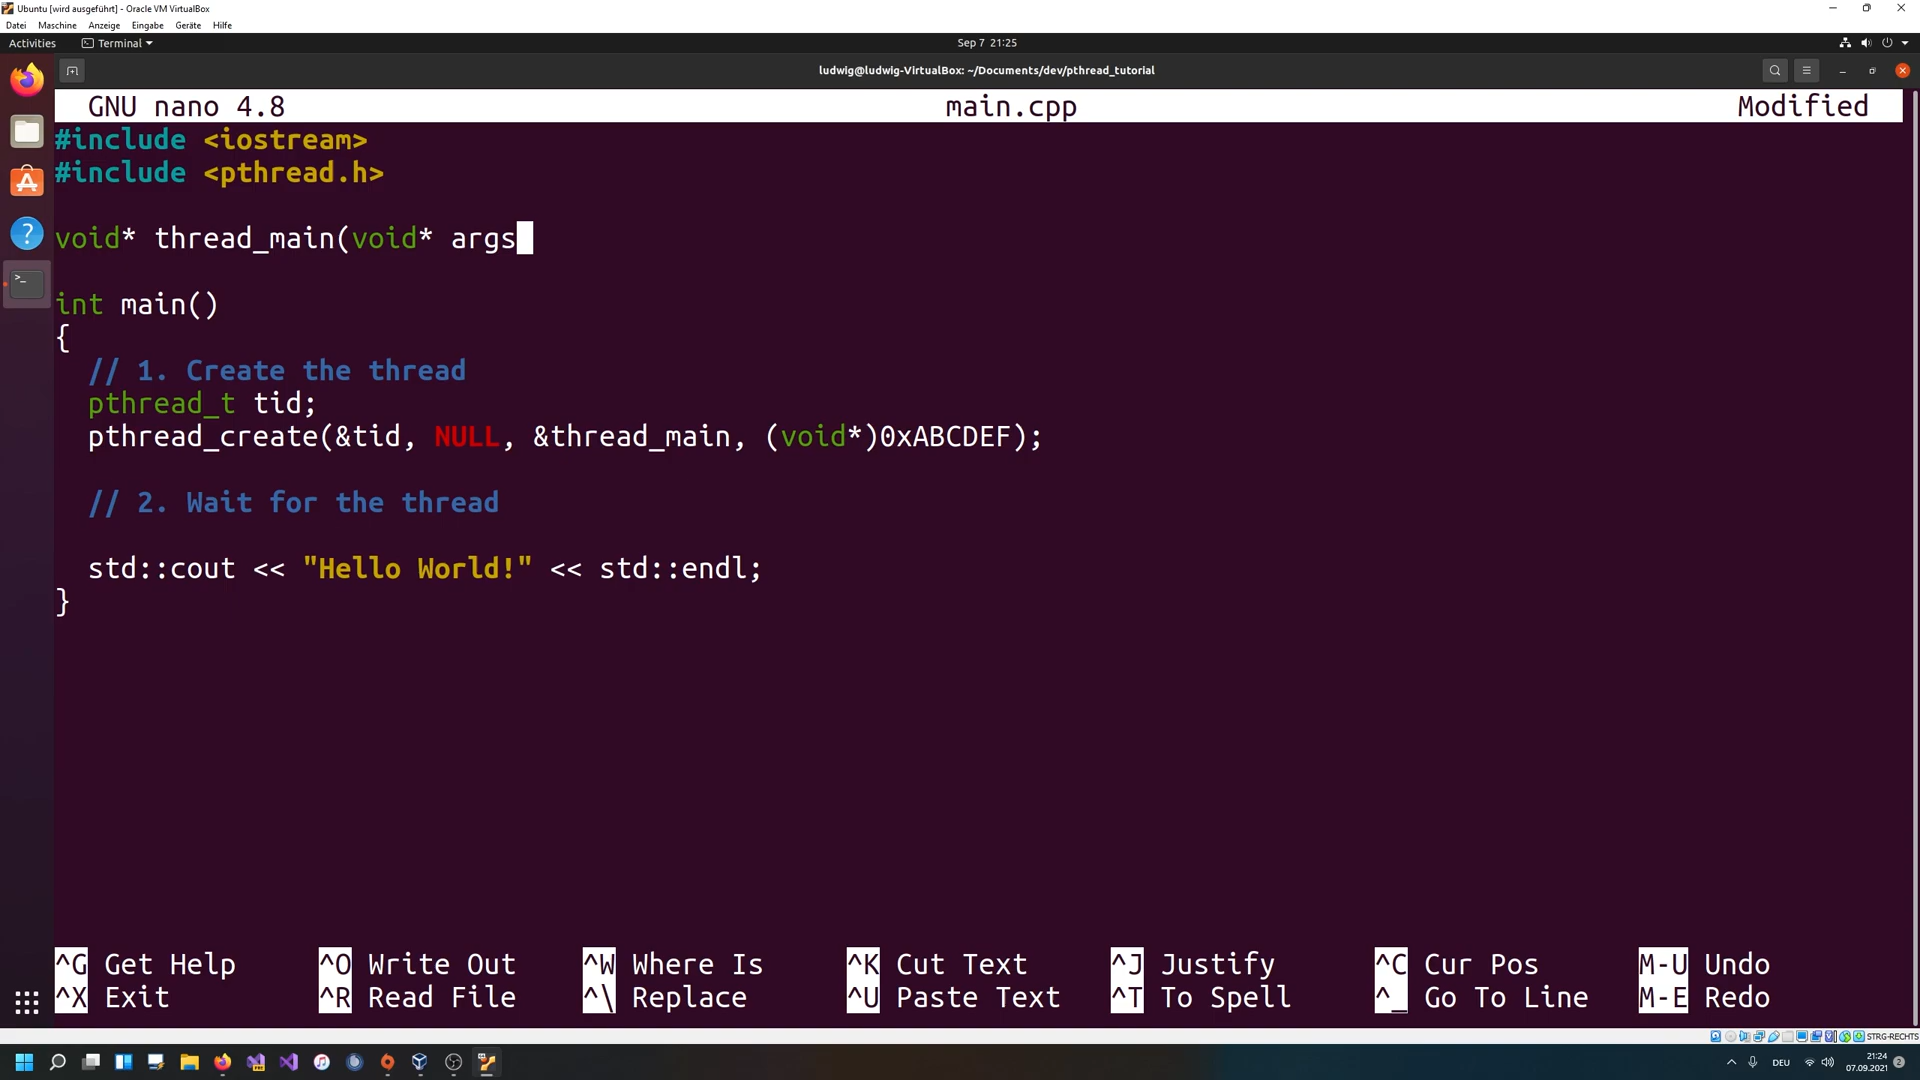 Ubuntu [wird ausgeführt] - Oracle VM VirtualBox
Datei Maschine Anzeige Eingabe Geräte Hilfe
Activities Terminal Sep 7 21:25
ludwig@ludwig-VirtualBox: ~/Documents/dev/pthread_tutorial
GNU nano 4.8 main.cpp Modified
#include <iostream>
#include <pthread.h>
void* thread_main(void* args
int main()
{
// 1. Create the thread
pthread_t tid;
pthread_create(&tid, NULL, &thread_main, (void*)0xABCDEF);
// 2. Wait for the thread
std::cout << "Hello World!" << std::endl;
}
^G Get Help ^O Write Out ^W Where Is ^K Cut Text ^J Justify ^C Cur Pos M-U Undo
^X Exit ^R Read File ^\ Replace ^U Paste Text ^T To Spell ^_ Go To Line M-E Redo
STRG-RECHTS
DEU 21:24
07.09.2021 2